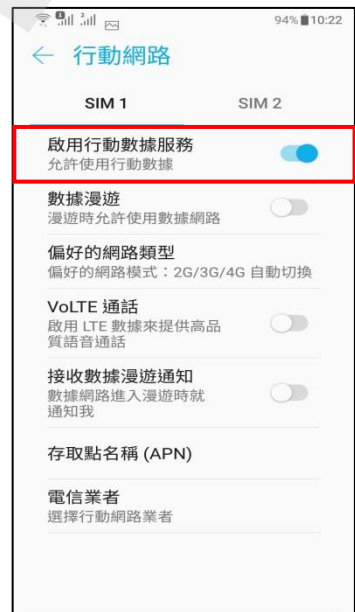 94% 10:22
← 行動網路
SIM 1 SIM 2
啟用行動數據服務
允許使用行動數據
數據漫遊
漫遊時允許使用數據網路
偏好的網路類型
偏好的網路模式：2G/3G/4G 自動切換
VoLTE 通話
啟用 LTE 數據來提供高品
質語音通話
接收數據漫遊通知
數據網路進入漫遊時就
通知我
存取點名稱 (APN)
電信業者
選擇行動網路業者